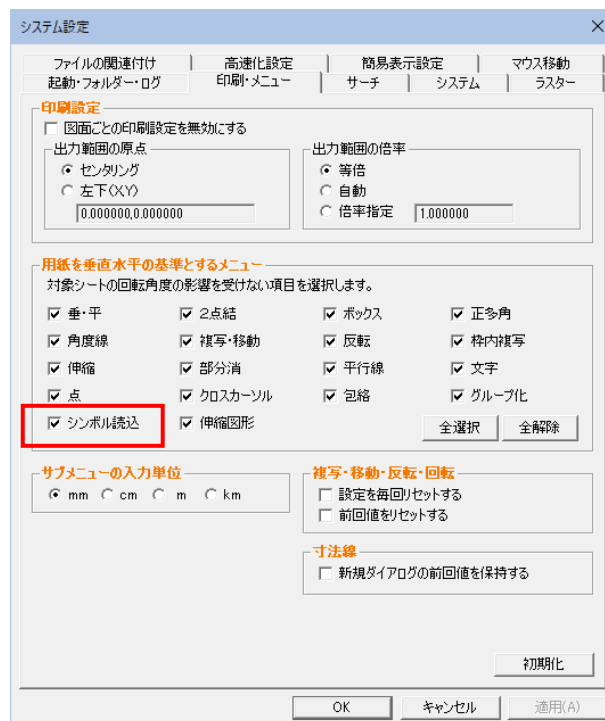 システム設定
ファイルの関連付け 高速化設定 簡易表示設定 マウス移動
起動・フォルダー・ログ 印刷・メニュー サーチ システム ラスター
印刷設定
図面ごとの印刷設定を無効にする
出力範囲の原点
センタリング
左下(XY)
0.000000,0.000000
出力範囲の倍率
等倍
自動
倍率指定 1.000000
用紙を垂直水平の基準とするメニュー
対象シートの回転角度の影響を受けない項目を選択します。
垂・平 2点結 ボックス 正多角
角度線 複写・移動 反転 枠内複写
伸縮 部分消 平行線 文字
点 クロスカーソル 包絡 グループ化
シンボル読込 伸縮図形 全選択 全解除
サブメニューの入力単位
mm cm m km
複写・移動・反転・回転
設定を毎回リセットする
前回値をリセットする
寸法線
新規ダイアログの前回値を保持する
初期化
OK キャンセル 適用(A)